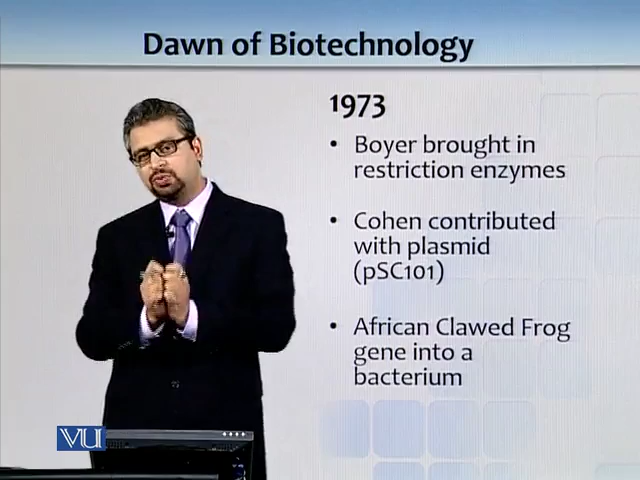 Dawn of Biotechnology
1973
• Boyer brought in
restriction enzymes
• Cohen contributed
with plasmid
(pSC101)
• African Clawed Frog
gene into a
bacterium
VU